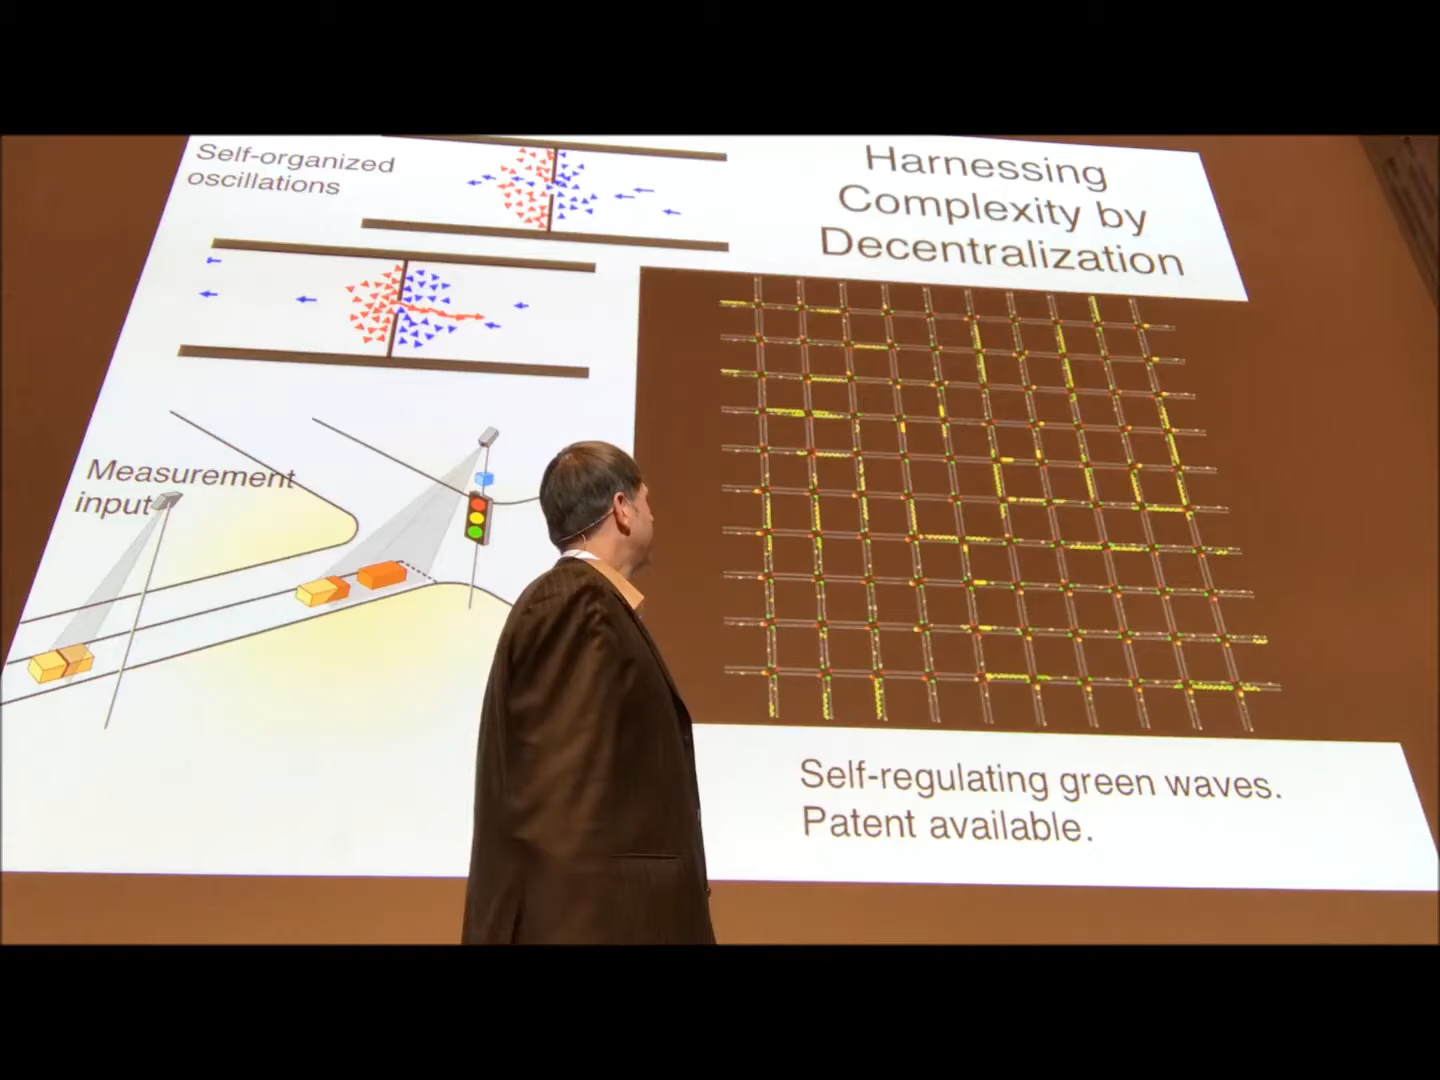 Self-organized
oscillations
Harnessing
Complexity by
Decentralization
Measurement
input
Self-regulating green waves.
Patent available.